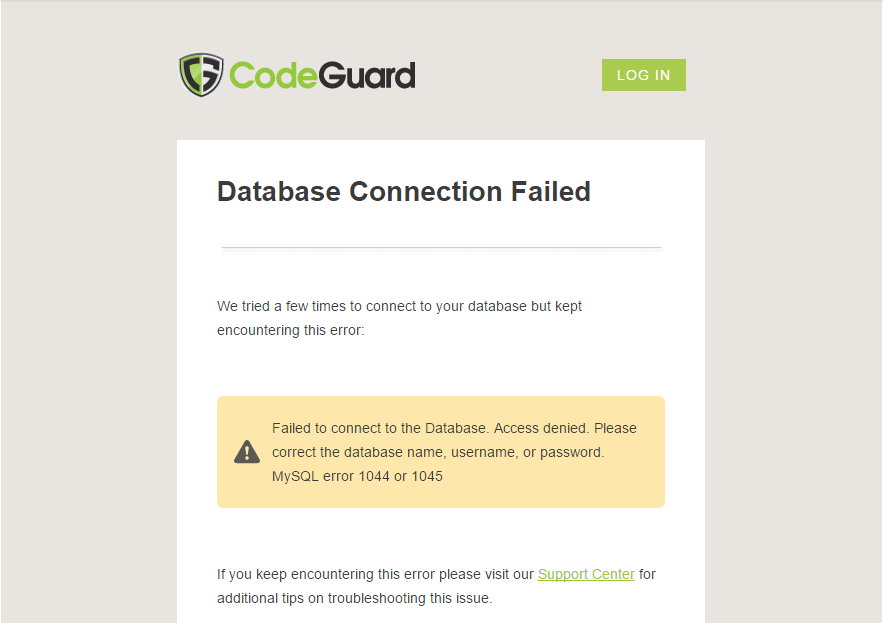 CodeGuard
LOG IN
Database Connection Failed
We tried a few times to connect to your database but kept
encountering this error:
Failed to connect to the Database. Access denied. Please
correct the database name, username, or password.
MySQL error 1044 or 1045
If you keep encountering this error please visit our Support Center for
additional tips on troubleshooting this issue.